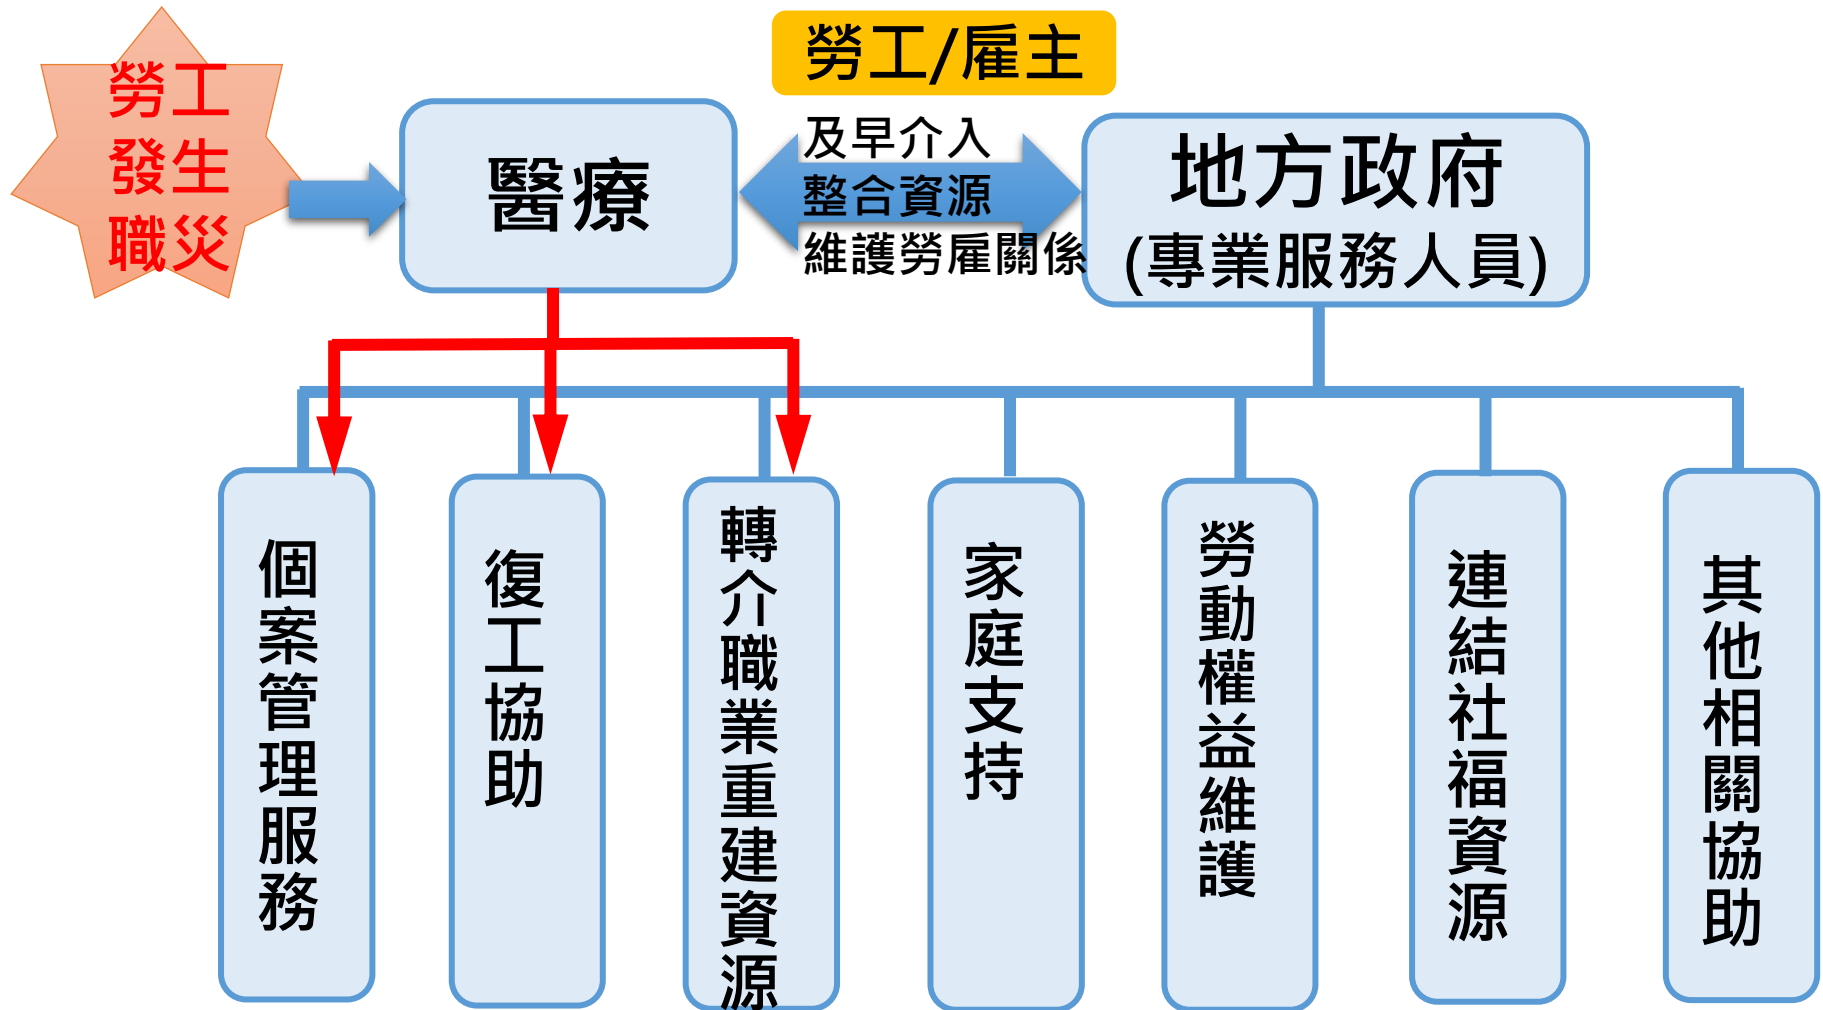 勞工/雇主
勞工
發生
職災
醫療
及早介入
整合資源
維護勞雇關係
地方政府
(專業服務人員)
個案管理服務
復工協助
轉介職業重建資源
家庭支持
勞動權益維護
連結社福資源
其他相關協助